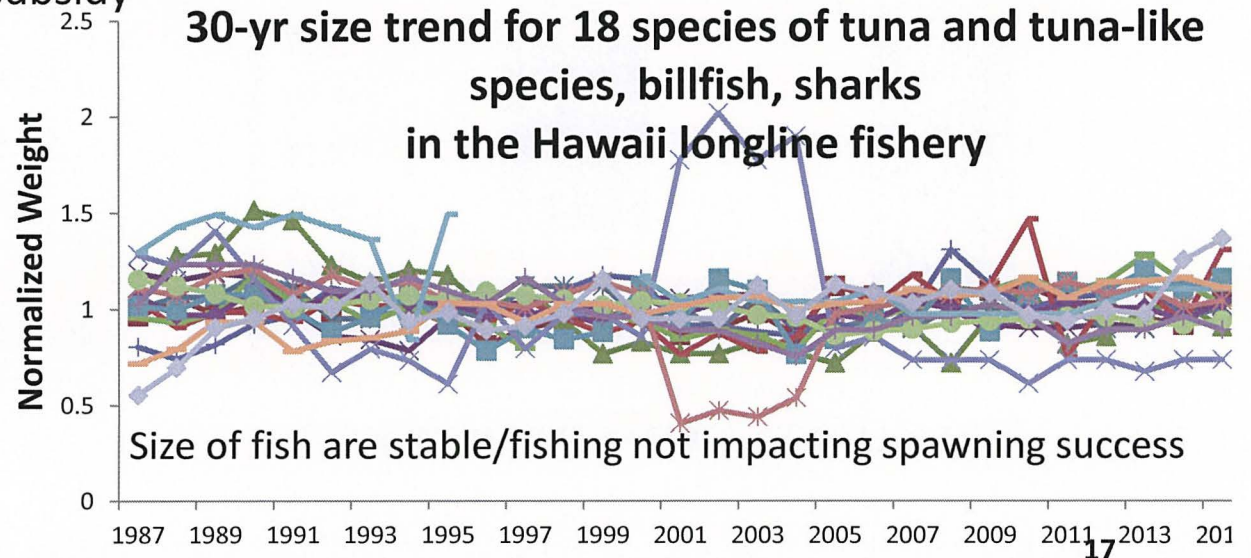 30-yr size trend for 18 species of tuna and tuna-like
species, billfish, sharks
in the Hawaii longline fishery
Normalized Weight
2.5
2
1.5
1
0.5
0
Size of fish are stable/fishing not impacting spawning success
1987 1989 1991 1993 1995 1997 1999 2001 2003 2005 2007 2009 2011 2013 201
17